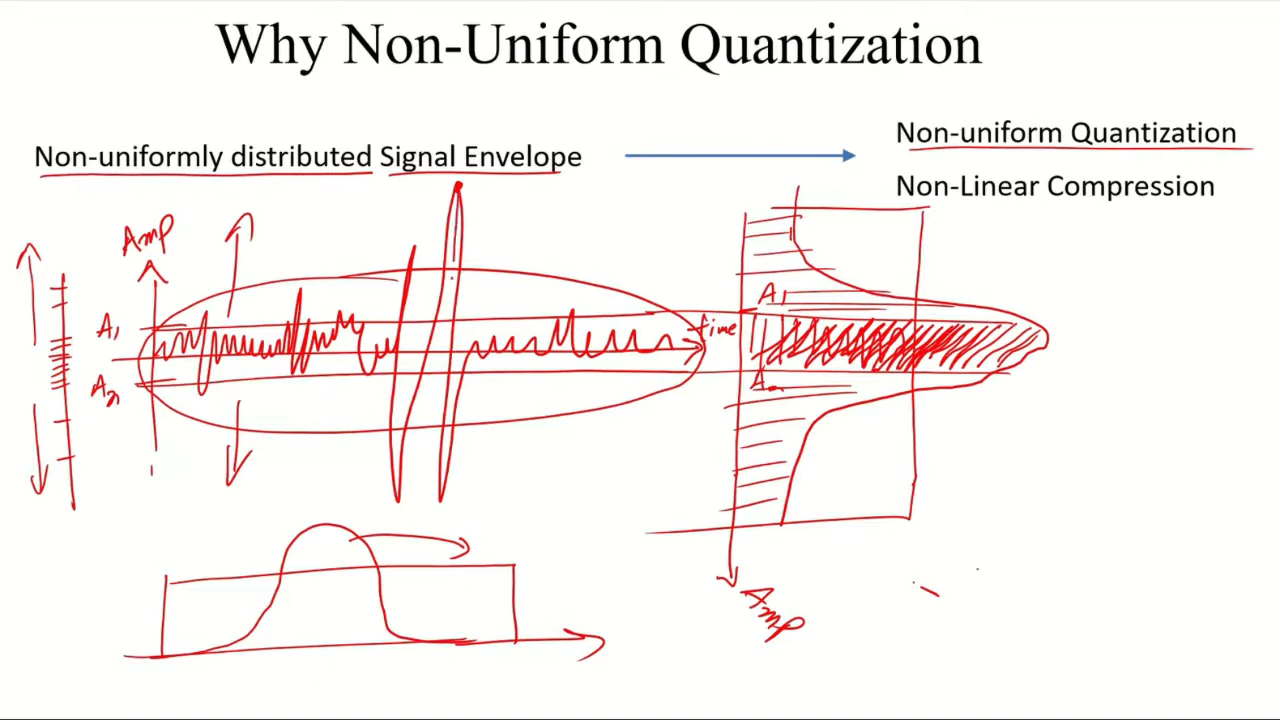 Why Non-Uniform Quantization
Non-uniform Quantization
Non-uniformly distributed Signal Envelope
Non-Linear Compression
Amp
A1
A1
time
A2
A2
Amp